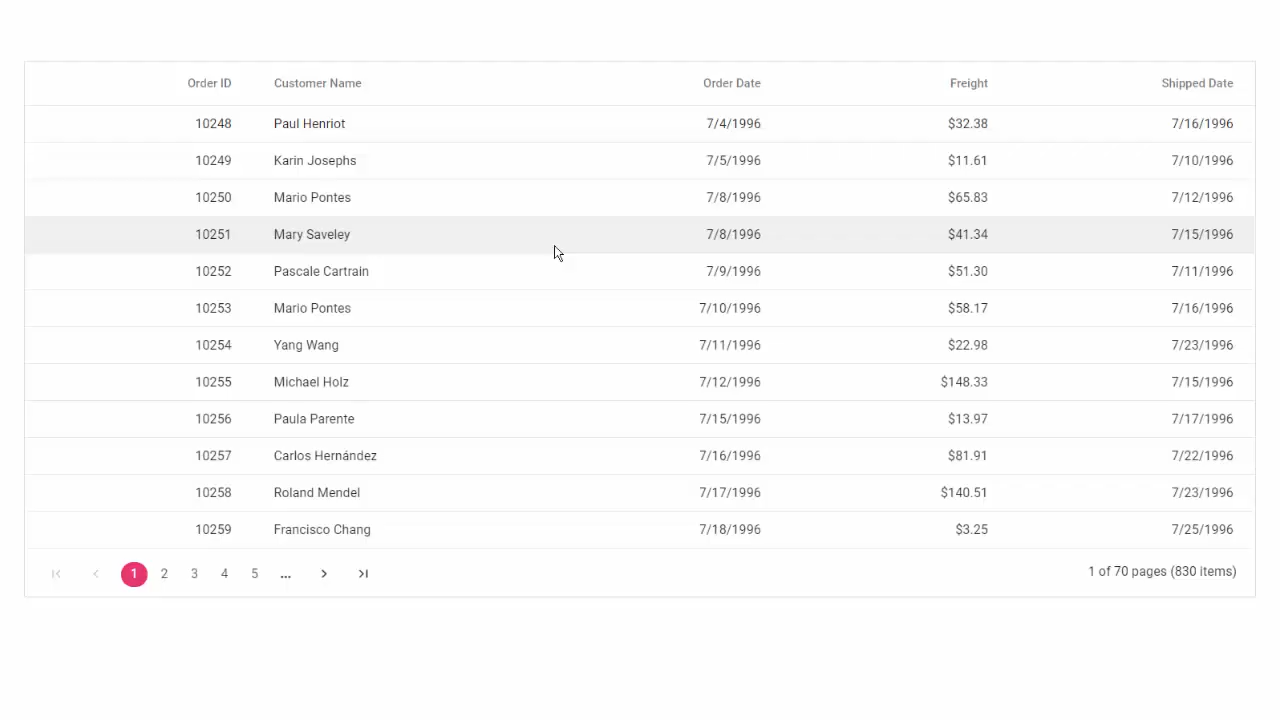 Order ID Customer Name Order Date Freight Shipped Date
10248 Paul Henriot 7/4/1996 $32.38 7/16/1996
10249 Karin Josephs 7/5/1996 $11.61 7/10/1996
10250 Mario Pontes 7/8/1996 $65.83 7/12/1996
10251 Mary Saveley 7/8/1996 $41.34 7/15/1996
10252 Pascale Cartrain 7/9/1996 $51.30 7/11/1996
10253 Mario Pontes 7/10/1996 $58.17 7/16/1996
10254 Yang Wang 7/11/1996 $22.98 7/23/1996
10255 Michael Holz 7/12/1996 $148.33 7/15/1996
10256 Paula Parente 7/15/1996 $13.97 7/17/1996
10257 Carlos Hernández 7/16/1996 $81.91 7/22/1996
10258 Roland Mendel 7/17/1996 $140.51 7/23/1996
10259 Francisco Chang 7/18/1996 $3.25 7/25/1996
1 2 3 4 5 ... 1 of 70 pages (830 items)